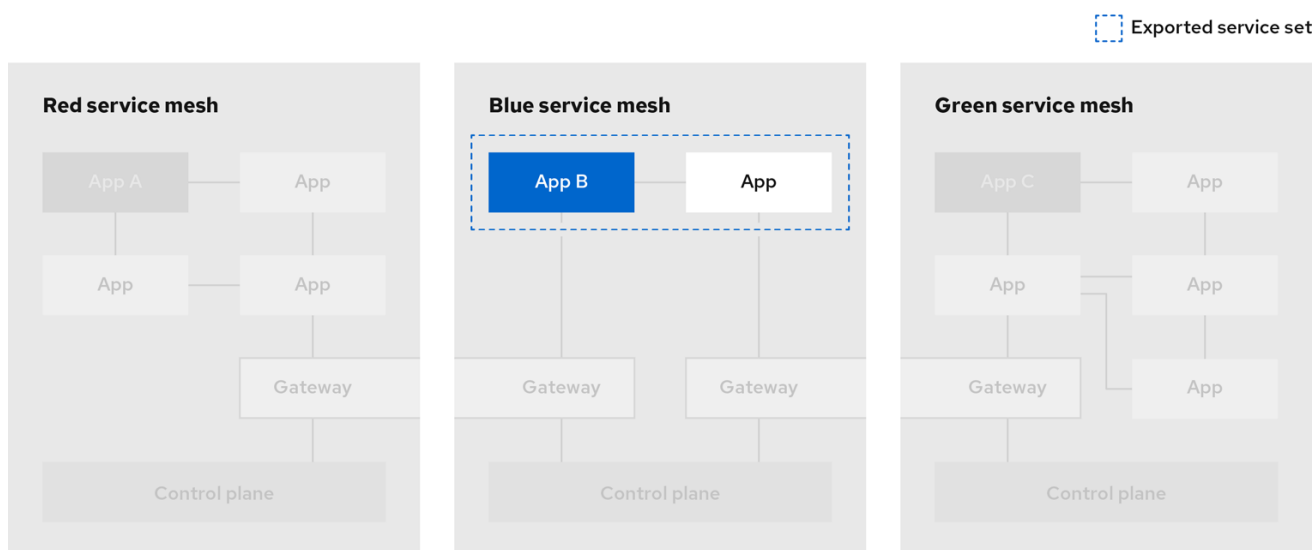 Exported service set
Red service mesh
App A
App
App
App
Gateway
Control plane
Blue service mesh
App B
App
Gateway
Gateway
Control plane
Green service mesh
App C
App
App
App
Gateway
App
Control plane